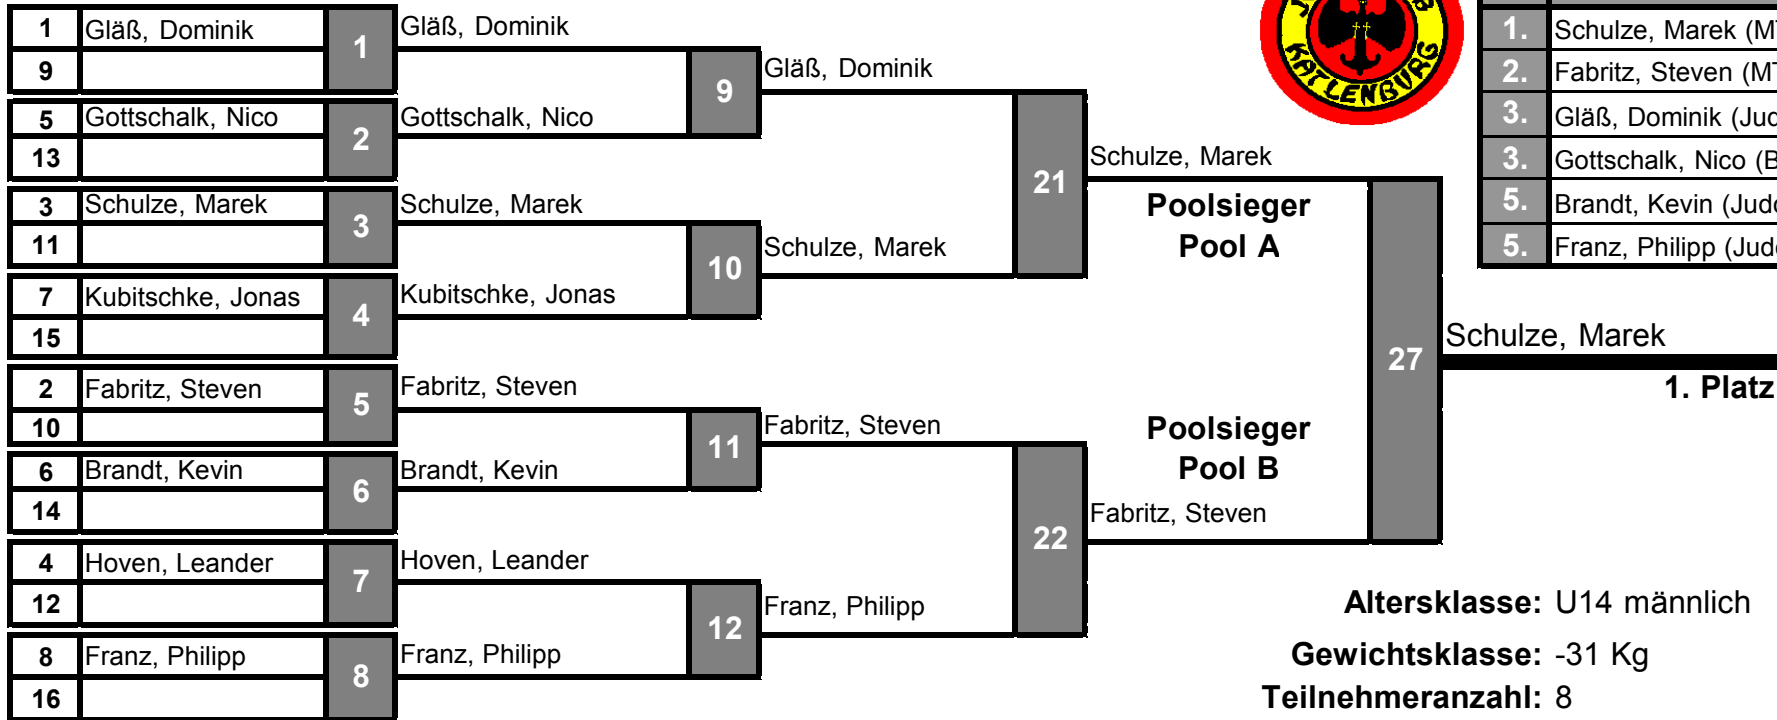 1 Gläß, Dominik
9
1
Gläß, Dominik
5 Gottschalk, Nico
13
2
Gottschalk, Nico
9
Gläß, Dominik
3 Schulze, Marek
11
3
Schulze, Marek
7 Kubitschke, Jonas
15
4
Kubitschke, Jonas
10
Schulze, Marek
21
Schulze, Marek
Poolsieger
Pool A
2 Fabritz, Steven
10
5
Fabritz, Steven
6 Brandt, Kevin
14
6
Brandt, Kevin
11
Fabritz, Steven
4 Hoven, Leander
12
7
Hoven, Leander
8 Franz, Philipp
16
8
Franz, Philipp
12
Franz, Philipp
22
Poolsieger
Pool B
Fabritz, Steven
27
Schulze, Marek
1. Platz
KATLENBURG
1. Schulze, Marek (MT
2. Fabritz, Steven (MT
3. Gläß, Dominik (Jud
3. Gottschalk, Nico (B
5. Brandt, Kevin (Judo
5. Franz, Philipp (Judo
Altersklasse: U14 männlich
Gewichtsklasse: -31 Kg
Teilnehmeranzahl: 8